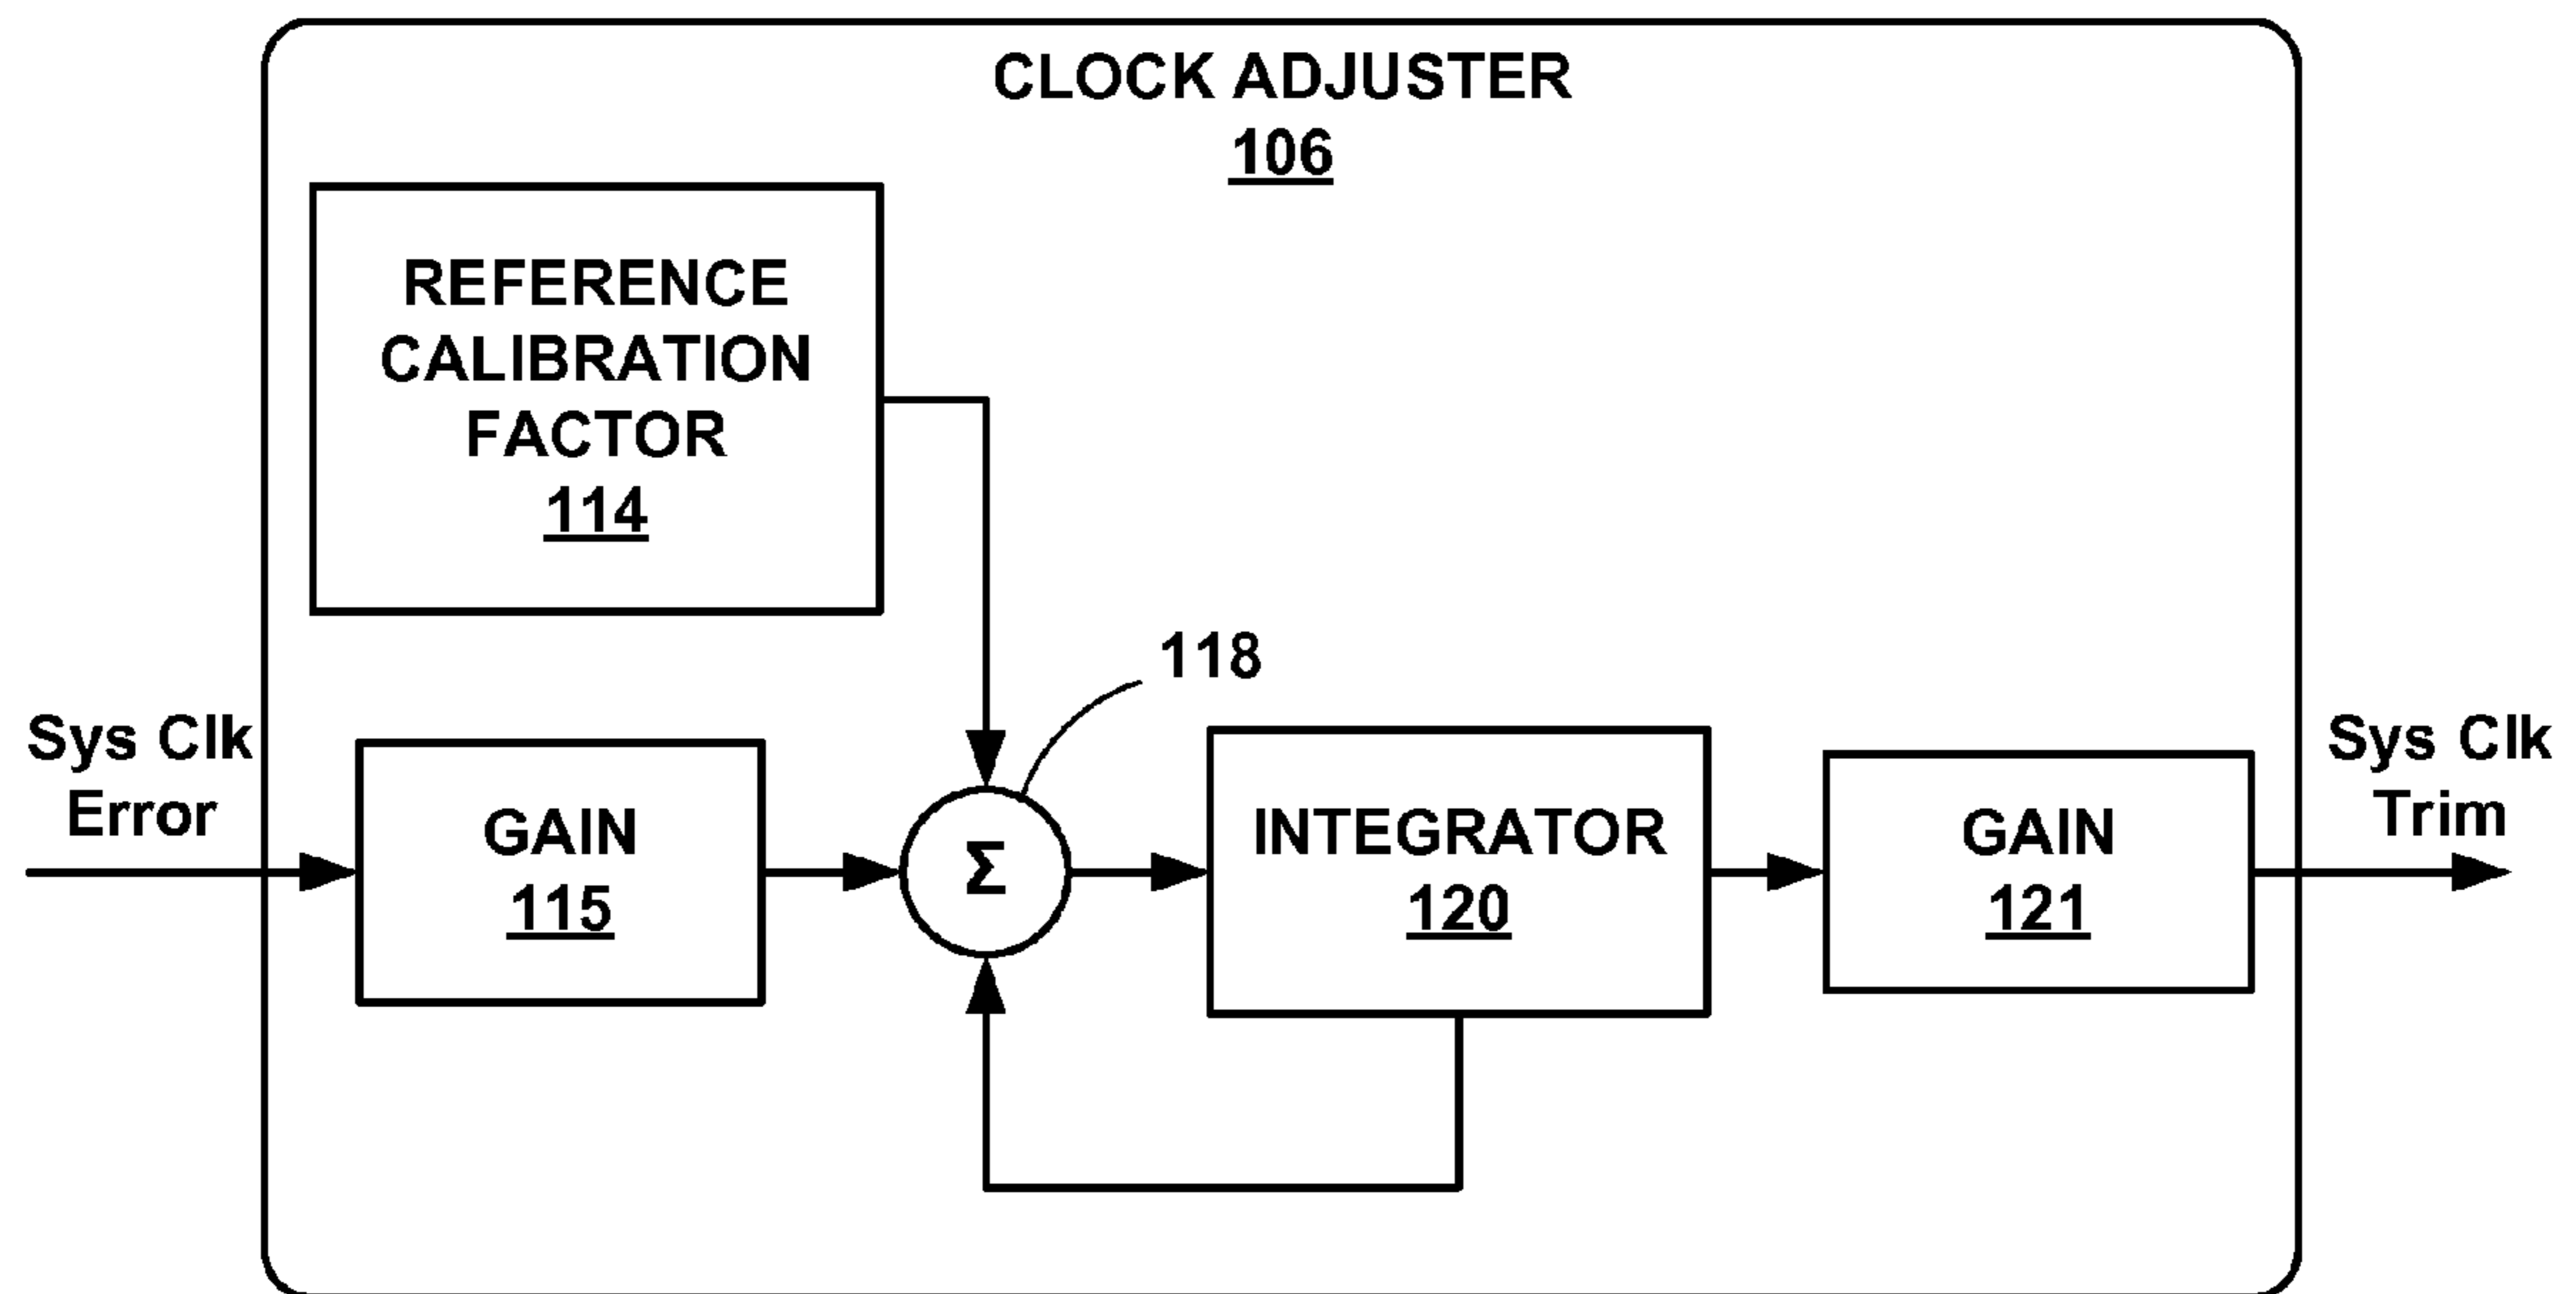 CLOCK ADJUSTER
106
REFERENCE
CALIBRATION
FACTOR
114
118
Sys Clk
Error
GAIN
115
Σ
INTEGRATOR
120
GAIN
121
Sys Clk
Trim